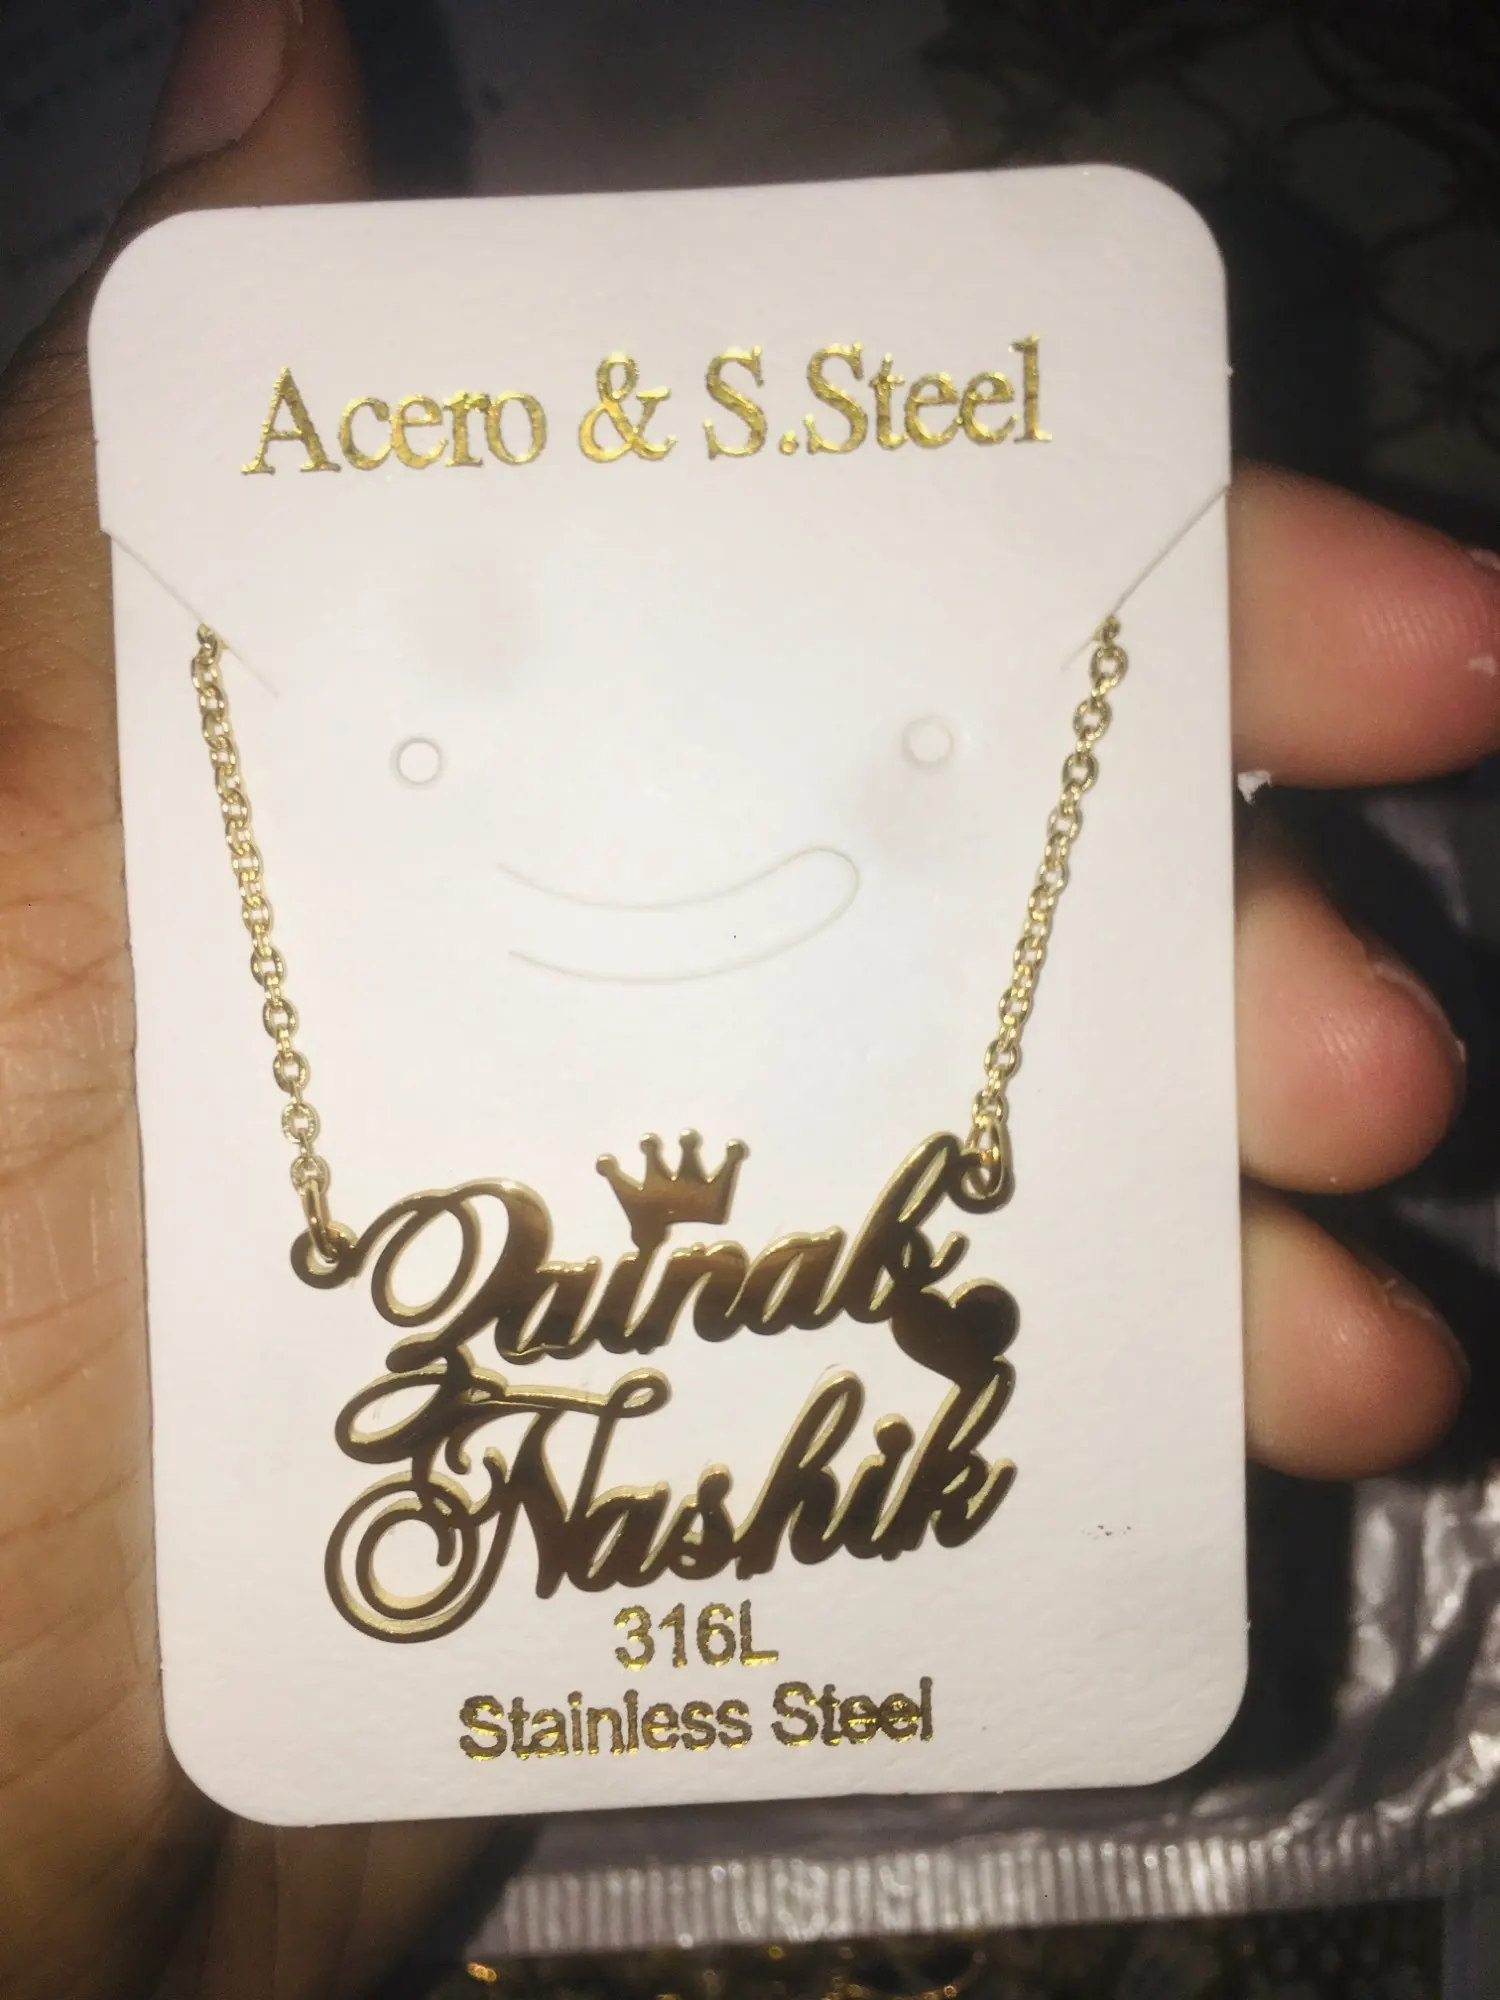 Acero & S.Steel
Zainab
Nashik
316L
Stainless Steel